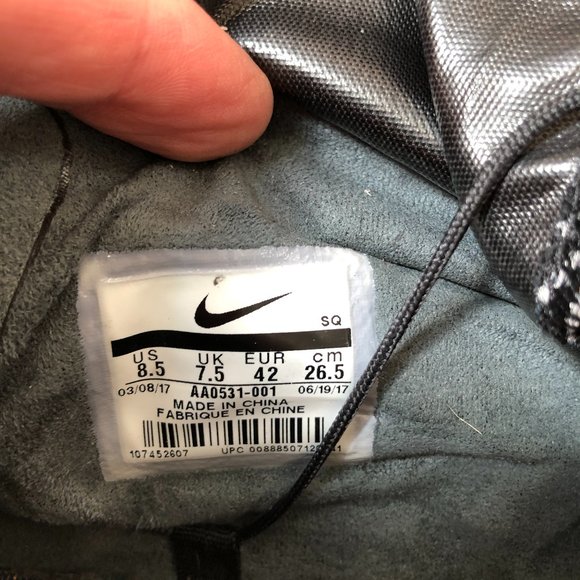 SQ
US UK EUR cm
8.5 7.5 42 26.5
03/08/17 AA0531-001 06/19/17
MADE IN CHINA
FABRIQUE EN CHINE
107452607 UPC